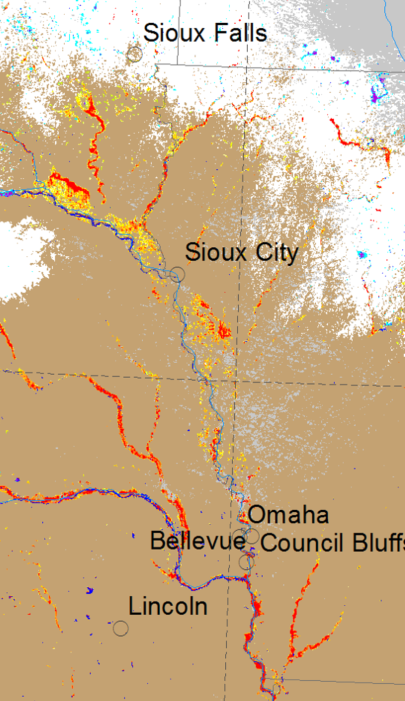 Sioux Falls
Sioux City
Omaha
Bellevue
Council Bluffs
Lincoln